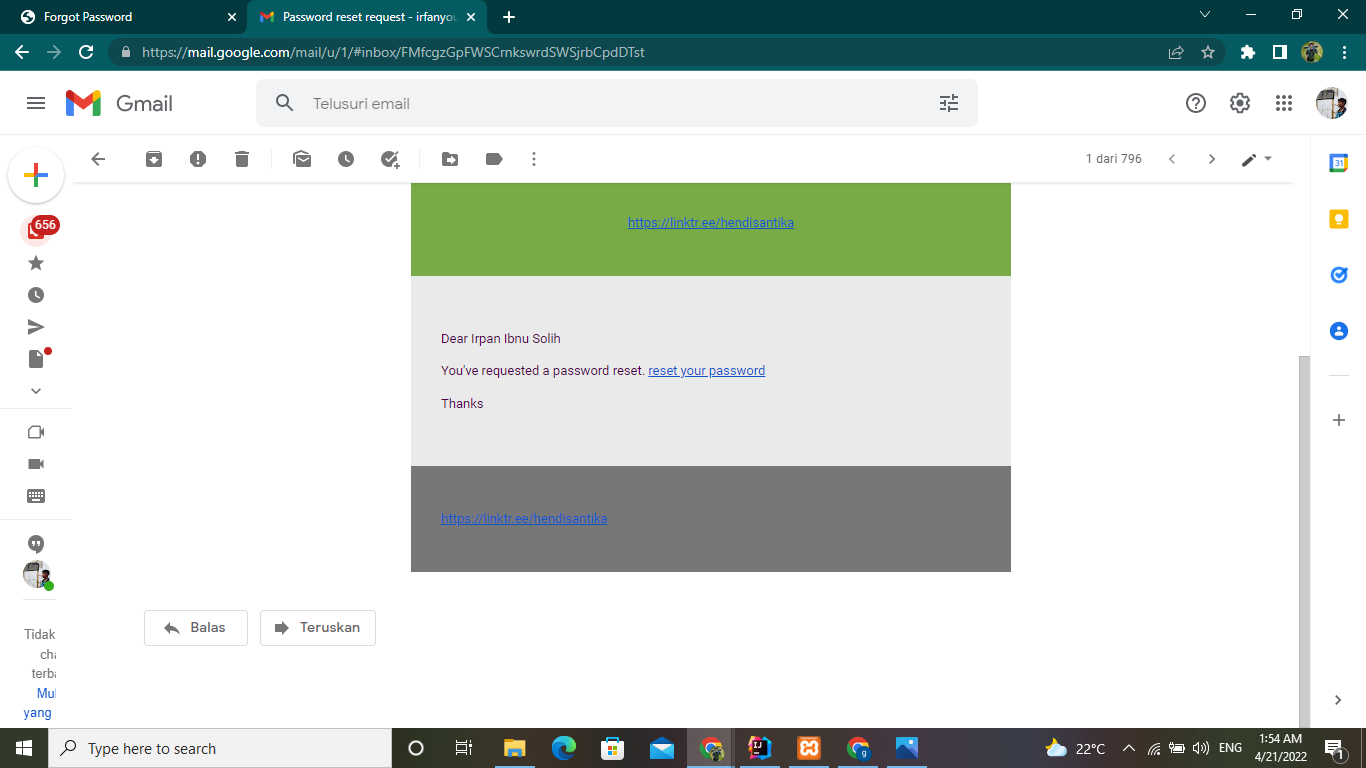 Forgot Password
Password reset request - irfanyou
https://mail.google.com/mail/u/1/#inbox/FMfcgzGpFWSCrnkswrdSWSjrbCpdDTst
Gmail
Telusuri email
1 dari 796
31
656
https://linktr.ee/hendisantika
Dear Irpan Ibnu Solih
You've requested a password reset. reset your password
Thanks
https://linktr.ee/hendisantika
Balas
Teruskan
Tidak
cha
terba
Mul
yang
Type here to search
22°C
ENG
1:54 AM
4/21/2022
1